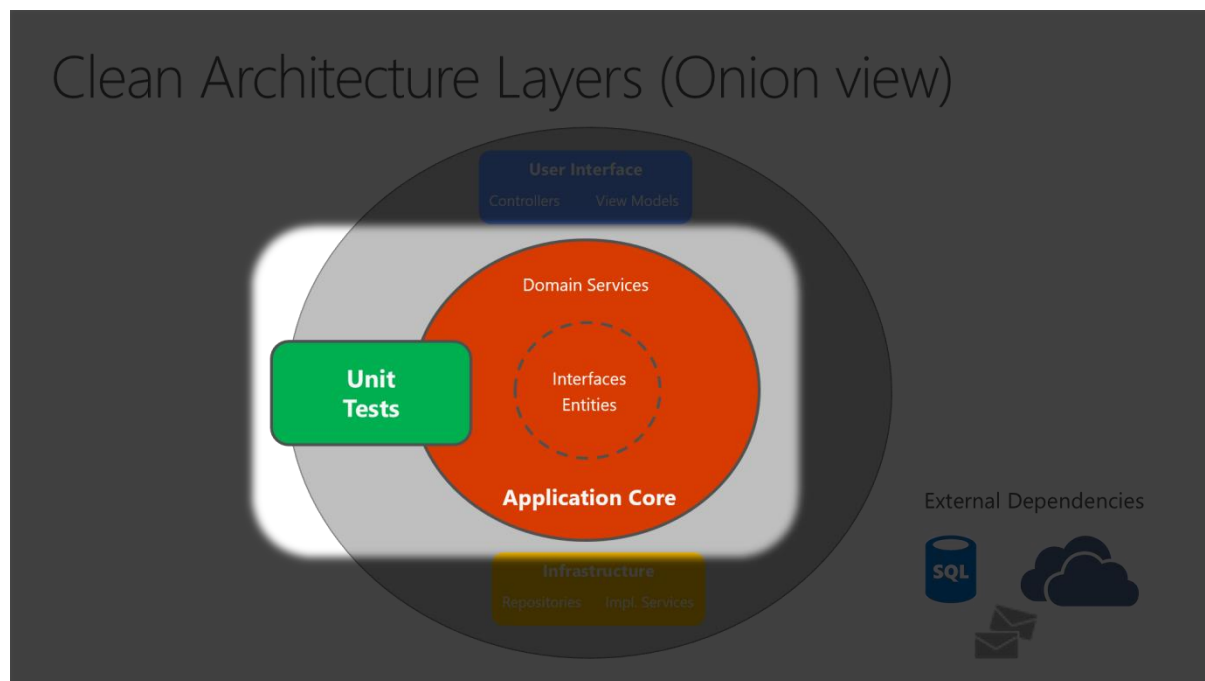 Clean Architecture Layers (Onion view)
User Interface
Controllers View Models
Domain Services
Unit
Tests
Interfaces
Entities
Application Core
External Dependencies
SQL
Infrastructure
Repositories Impl. Services